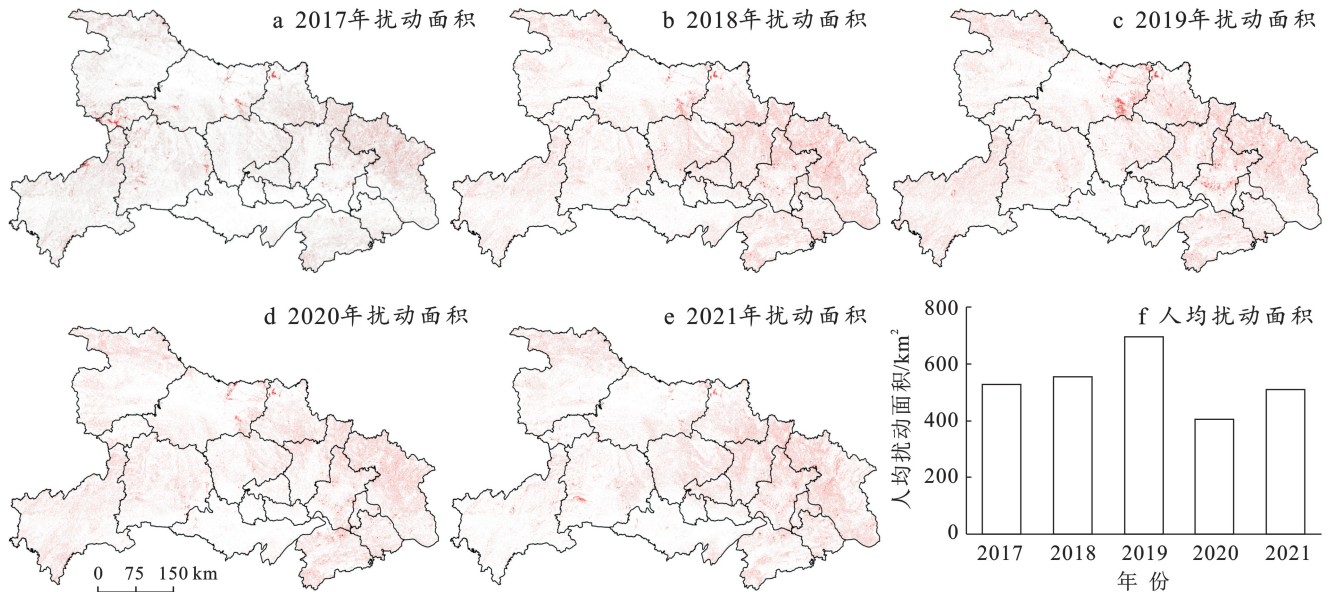 a 2017年扰动面积
b 2018年扰动面积
c 2019年扰动面积
d 2020年扰动面积
e 2021年扰动面积
0 75 150 km
f 人均扰动面积
人均扰动面积/km²
800
600
400
200
0
2017 2018 2019 2020 2021
年 份